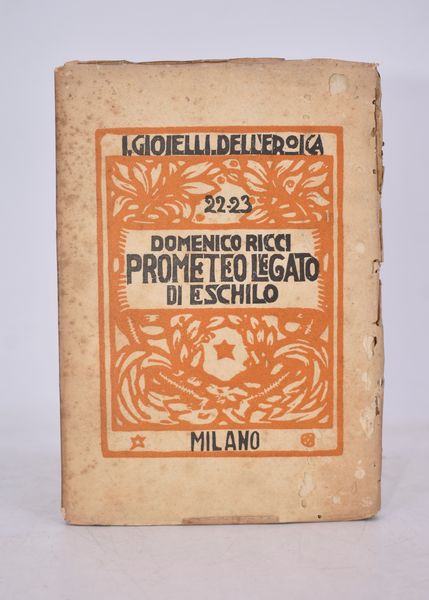 I.GIOIELLI.DELL'EROICA
22-23
DOMENICO RICCI
PROMETEO LEGATO
DI ESCHILO
MILANO